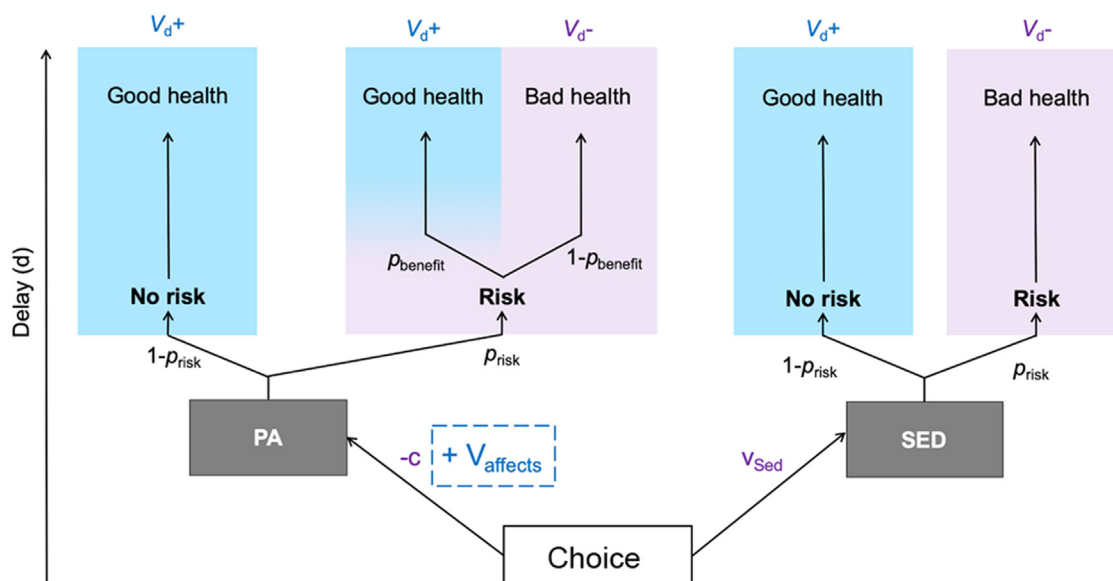 Vd+ Vd+ Vd- Vd+ Vd-
Good health Good health Bad health Good health Bad health
Delay (d)
pbenefit 1-pbenefit
No risk Risk No risk Risk
1-prisk prisk 1-prisk prisk
PA SED
-c + Vaffects vSed
Choice